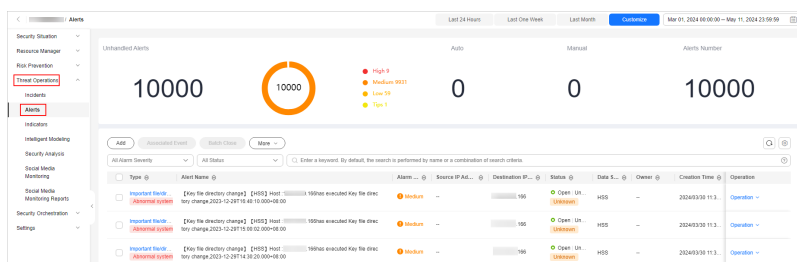 / Alerts
Last 24 Hours Last One Week Last Month Customize Mar 01, 2024 00:00:00 – May 11, 2024 23:59:59
Security Situation
Resource Manager
Risk Prevention
Threat Operations
Incidents
Alerts
Indicators
Intelligent Modeling
Security Analysis
Social Media
Monitoring
Social Media
Monitoring Reports
Security Orchestration
Settings
Unhandled Alerts Auto Manual Alerts Number
10000 10000 0 0 10000
High 9
Medium
Low 59
Tips
Add Associated Event Batch Close More
All Alarm Severity All Status Enter a keyword. By default, the search is performed by name or a combination of search criteria.
Type Alert Name Alarm ... Source IP Ad... Destination IP... Status Data S... Owner Creation Time Operation
Important file/dir... [Key file directory change] [HSS] Host 166has executed Key file direc Medium -- .166 Open : Un... HSS -- 2024/03/30 11:3... Operation
Abnormal system tory change,2023-12-29T16:40:10.000+08:00 Unknown
Important file/dir... [Key file directory change] [HSS] Host : 166has executed Key file direc Medium -- .166 Open : Un... HSS -- 2024/03/30 11:3... Operation
Abnormal system tory change,2023-12-29T15:00:02.000+08:00 Unknown
Important file/dir... [Key file directory change] [HSS] Host : 166has executed Key file direc Medium -- 166 Open : Un... HSS -- 2024/03/30 11:3... Operation
Abnormal system tory change,2023-12-29T14:30:20.000+08:00 Unknown